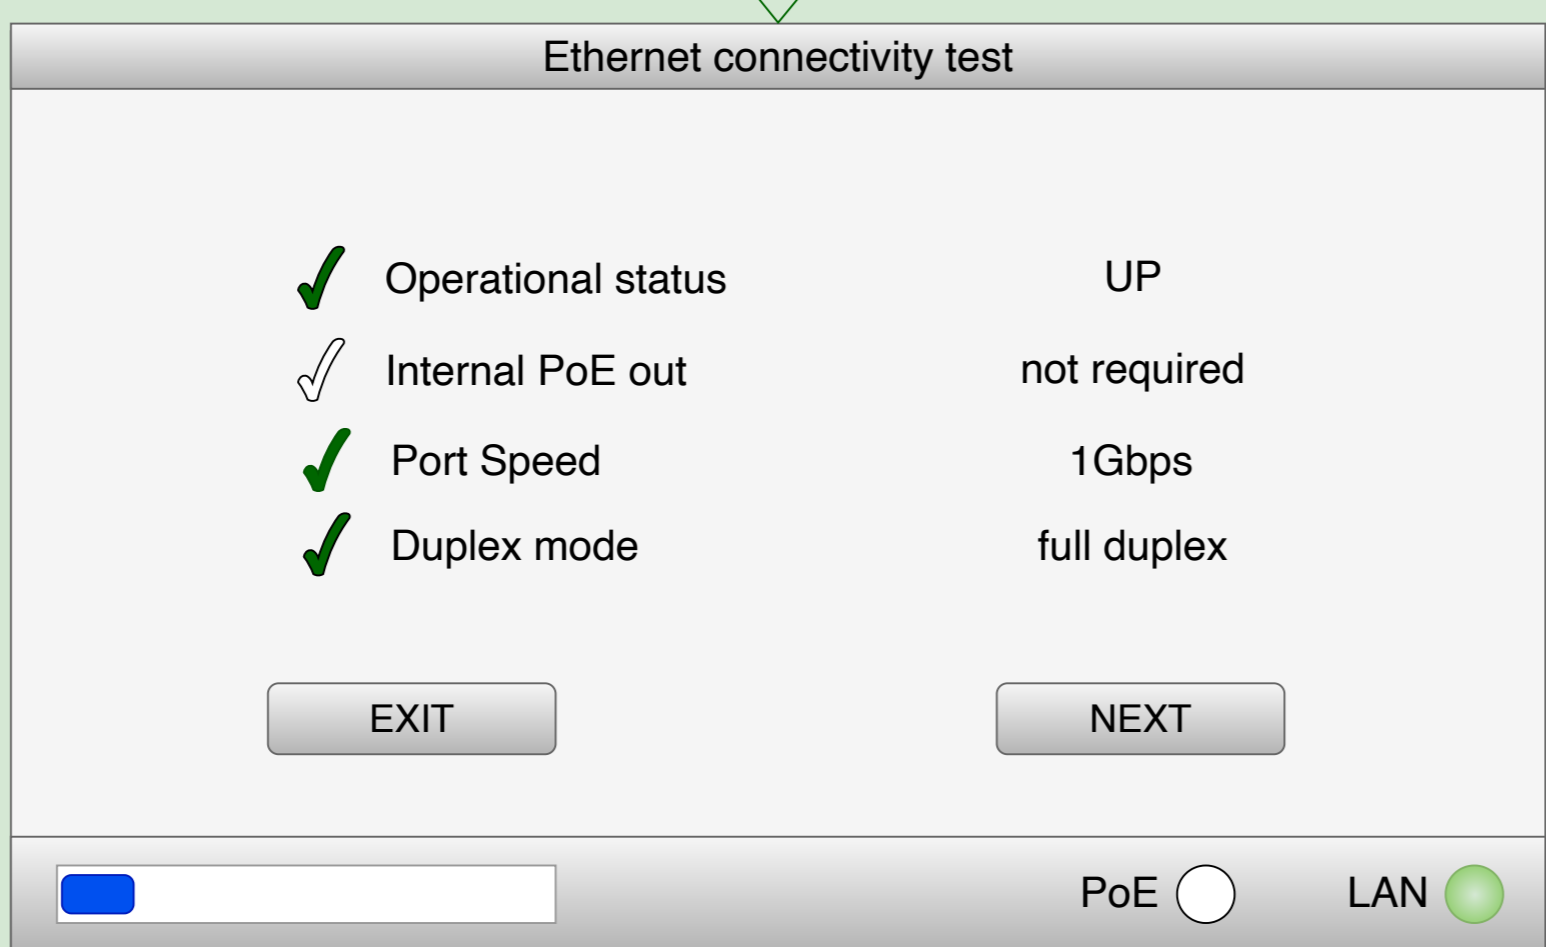 Ethernet connectivity test
Operational status UP
Internal PoE out not required
Port Speed 1Gbps
Duplex mode full duplex
EXIT NEXT
PoE LAN